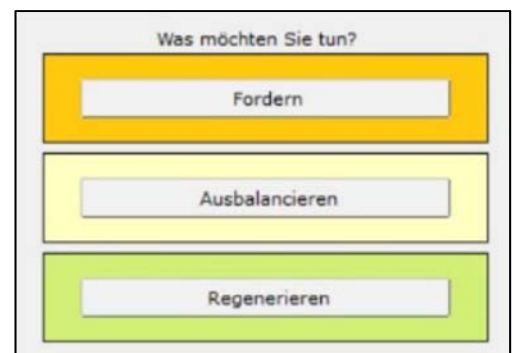 Was möchten Sie tun?
Fordern
Ausbalancieren
Regenerieren